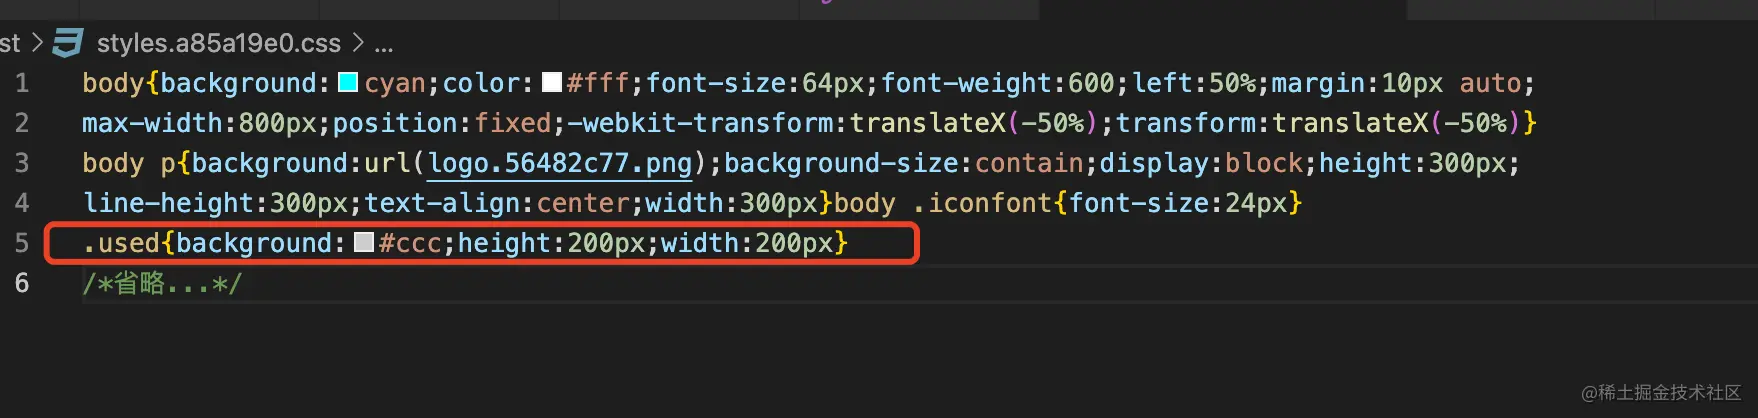 st > styles.a85a19e0.css > ...
1 body{background:cyan;color:#fff;font-size:64px;font-weight:600;left:50%;margin:10px auto;
2 max-width:800px;position:fixed;-webkit-transform:translateX(-50%);transform:translateX(-50%)}
3 body p{background:url(logo.56482c77.png);background-size:contain;display:block;height:300px;
4 line-height:300px;text-align:center;width:300px}body .iconfont{font-size:24px}
5 .used{background:#ccc;height:200px;width:200px}
6 /*省略...*/
@稀土掘金技术社区